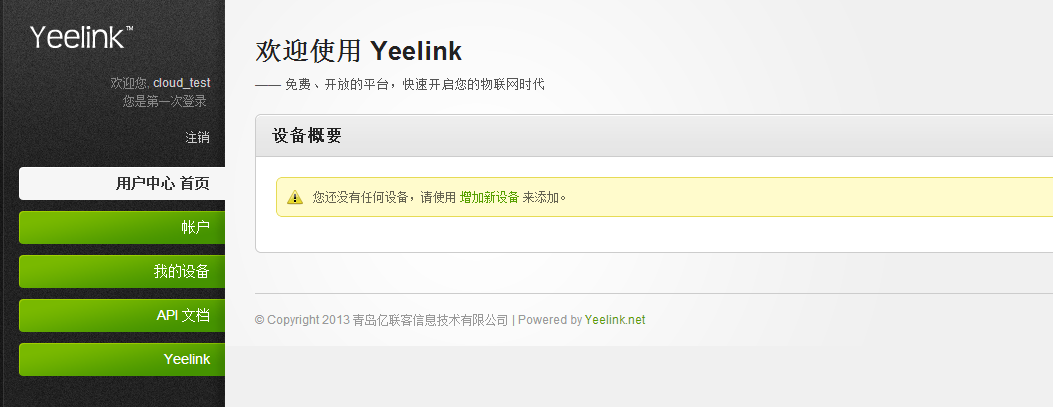 Yeelink™
欢迎您, cloud_test
您是第一次登录
注销
用户中心 首页
帐户
我的设备
API 文档
Yeelink
欢迎使用 Yeelink
—— 免费、开放的平台，快速开启您的物联网时代
设备概要
您还没有任何设备，请使用 增加新设备 来添加。
© Copyright 2013 青岛亿联客信息技术有限公司 | Powered by Yeelink.net